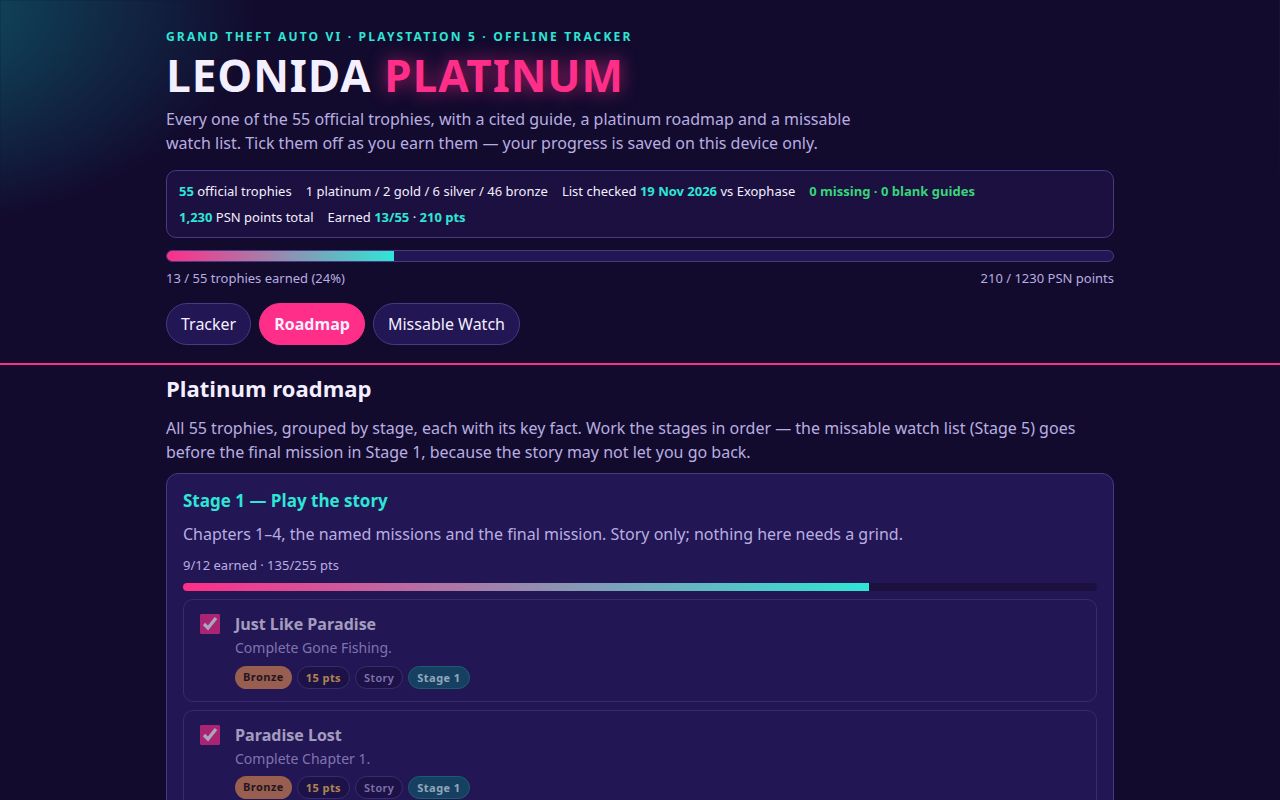 GRAND THEFT AUTO VI · PLAYSTATION 5 · OFFLINE TRACKER
LEONIDA PLATINUM
Every one of the 55 official trophies, with a cited guide, a platinum roadmap and a missable
watch list. Tick them off as you earn them — your progress is saved on this device only.
55 official trophies 1 platinum / 2 gold / 6 silver / 46 bronze List checked 19 Nov 2026 vs Exophase 0 missing · 0 blank guides
1,230 PSN points total Earned 13/55 · 210 pts
13 / 55 trophies earned (24%) 210 / 1230 PSN points
Tracker Roadmap Missable Watch
Platinum roadmap
All 55 trophies, grouped by stage, each with its key fact. Work the stages in order — the missable watch list (Stage 5) goes
before the final mission in Stage 1, because the story may not let you go back.
Stage 1 — Play the story
Chapters 1–4, the named missions and the final mission. Story only; nothing here needs a grind.
9/12 earned · 135/255 pts
Just Like Paradise
Complete Gone Fishing.
Bronze 15 pts Story Stage 1
Paradise Lost
Complete Chapter 1.
Bronze 15 pts Story Stage 1